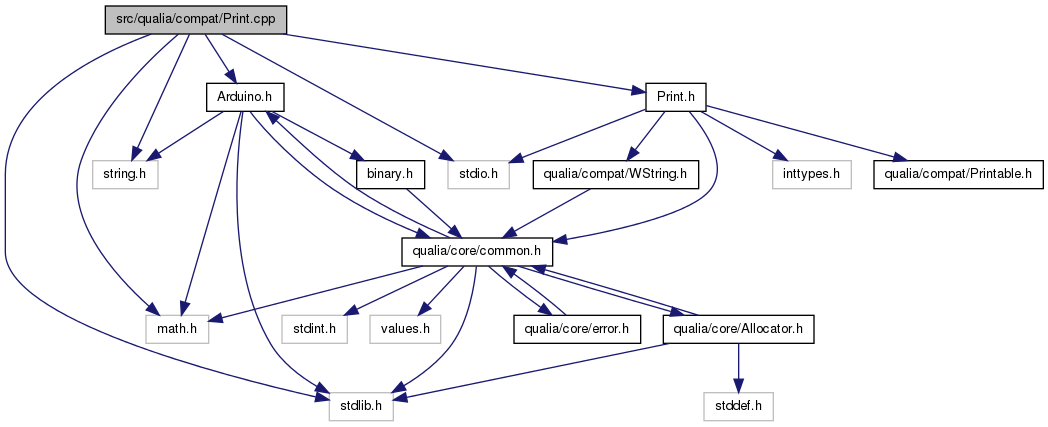 src/qualia/compat/Print.cpp
Arduino.h
Print.h
string.h
binary.h
stdio.h
qualia/compat/WString.h
inttypes.h
qualia/compat/Printable.h
qualia/core/common.h
math.h
stdint.h
values.h
qualia/core/error.h
qualia/core/Allocator.h
stdlib.h
stddef.h